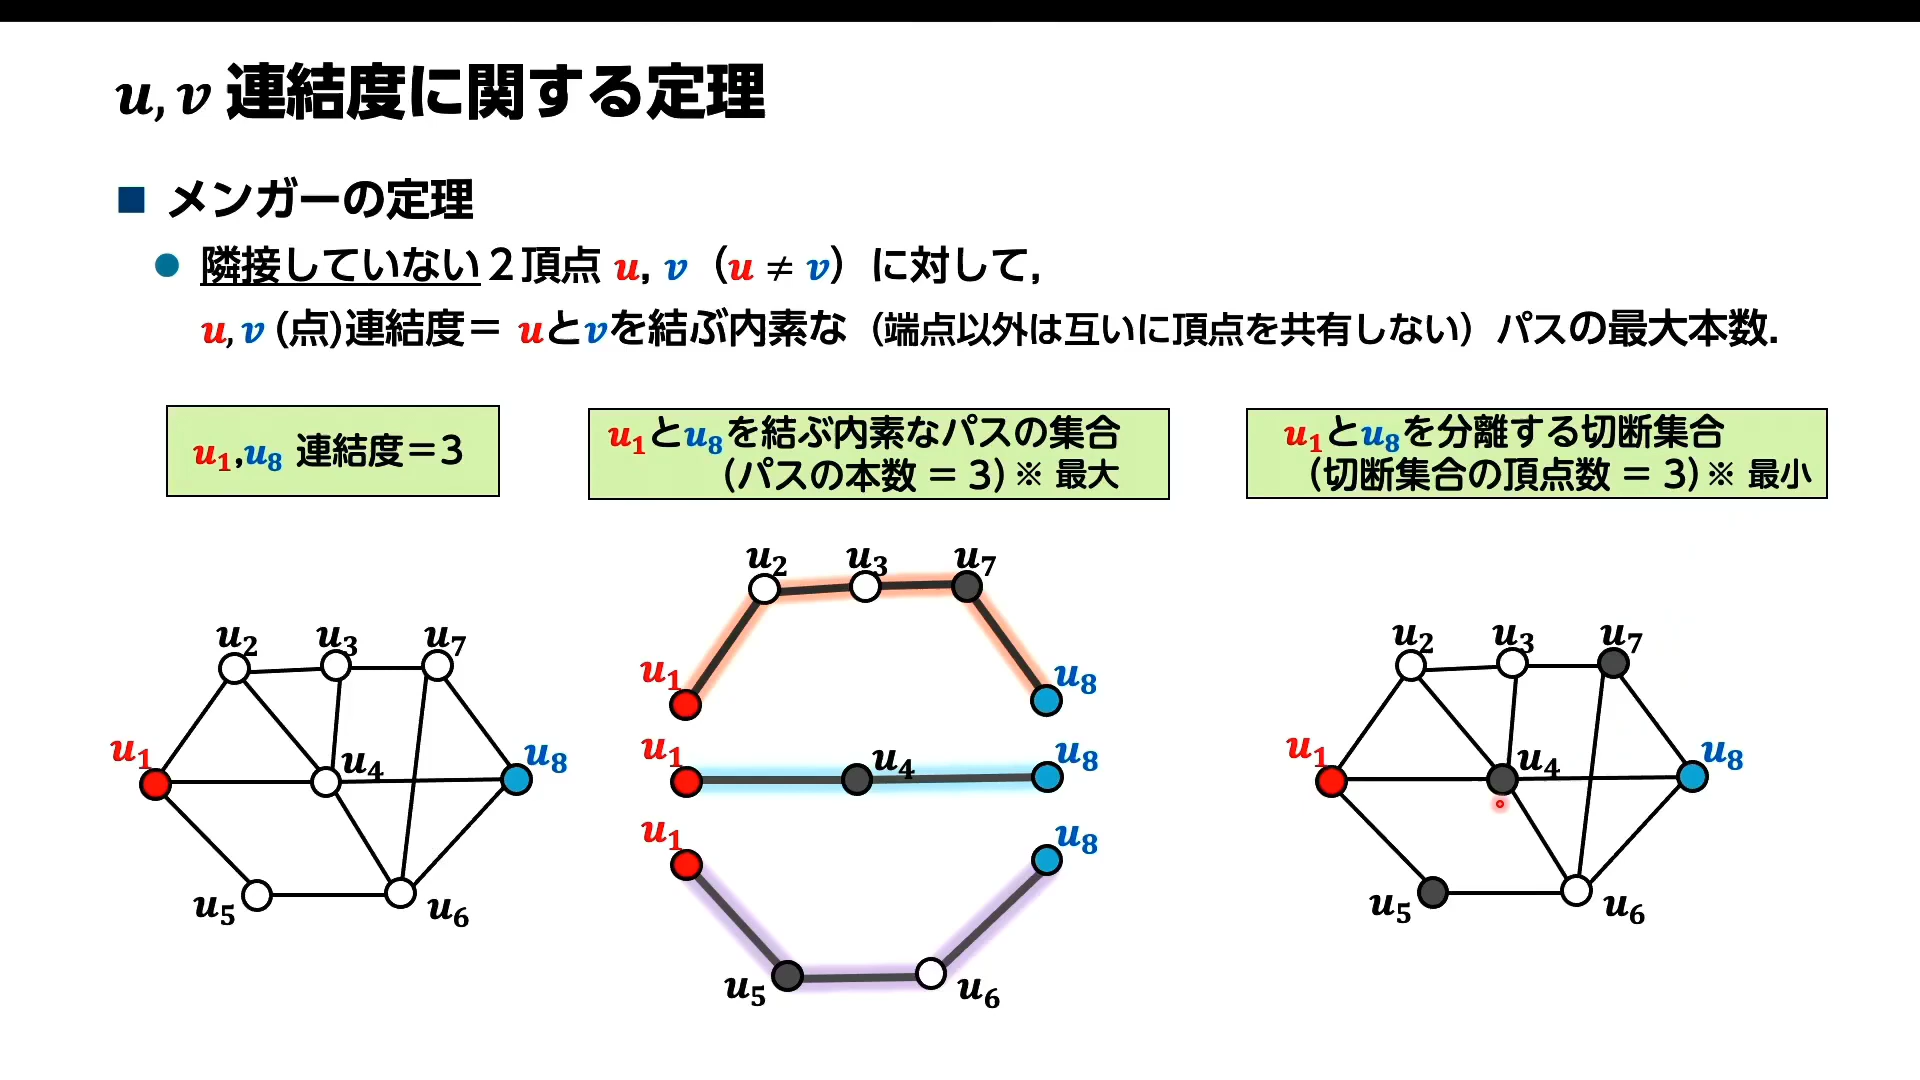 u, v 連結度に関する定理
メンガーの定理
隣接していない２頂点 u, v（u ≠ v）に対して,
u, v (点)連結度＝ uとvを結ぶ内素な（端点以外は互いに頂点を共有しない）パスの最大本数.
u1,u8 連結度＝3
u1とu8を結ぶ内素なパスの集合
(パスの本数 = 3)※ 最大
u1とu8を分離する切断集合
(切断集合の頂点数 = 3)※ 最小
u2 u3 u7
u1 u4 u8
u5 u6
u2 u3 u7
u1 u8
u1 u4 u8
u1 u8
u5 u6
u2 u3 u7
u1 u4 u8
u5 u6